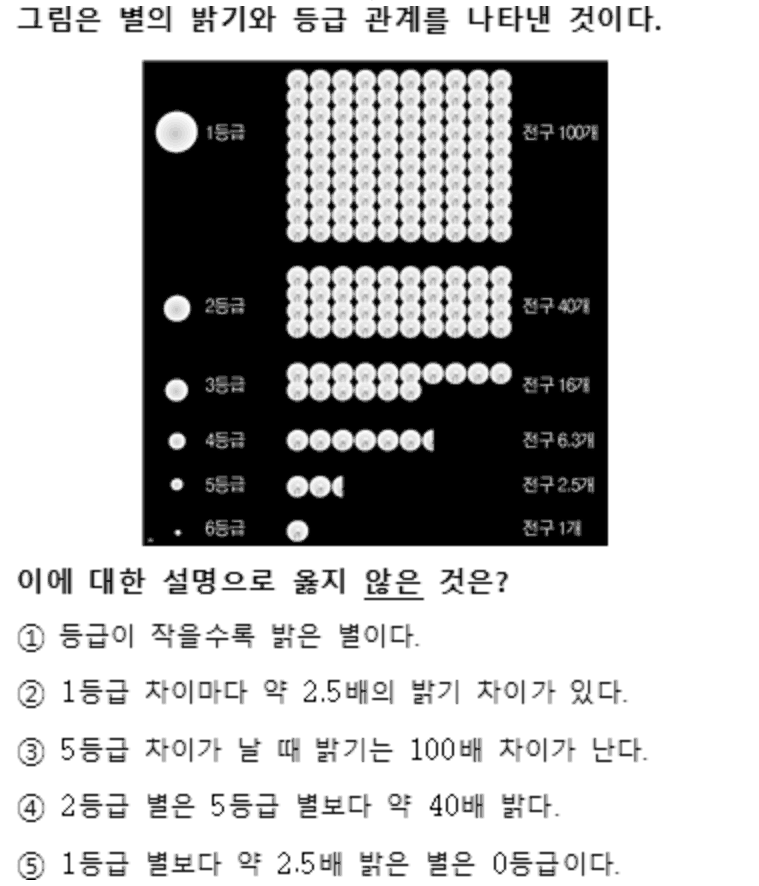 그림은 별의 밝기와 등급 관계를 나타낸 것이다.
1등급 전구 100개
2등급 전구 40개
3등급 전구 16개
4등급 전구 6.3개
5등급 전구 2.5개
6등급 전구 1개
이에 대한 설명으로 옳지 않은 것은?
① 등급이 작을수록 밝은 별이다.
② 1등급 차이마다 약 2.5배의 밝기 차이가 있다.
③ 5등급 차이가 날 때 밝기는 100배 차이가 난다.
④ 2등급 별은 5등급 별보다 약 40배 밝다.
⑤ 1등급 별보다 약 2.5배 밝은 별은 0등급이다.